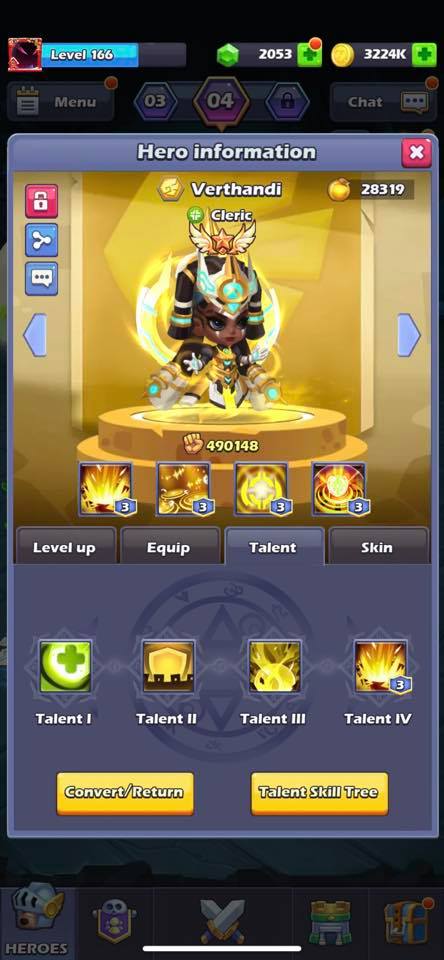 Level 166
2053
3224K
Menu
03
04
Chat
Hero information
Verthandi
28319
Cleric
490148
3
3
3
3
Level up
Equip
Talent
Skin
3
Talent I
Talent II
Talent III
Talent IV
Convert/Return
Talent Skill Tree
HEROES